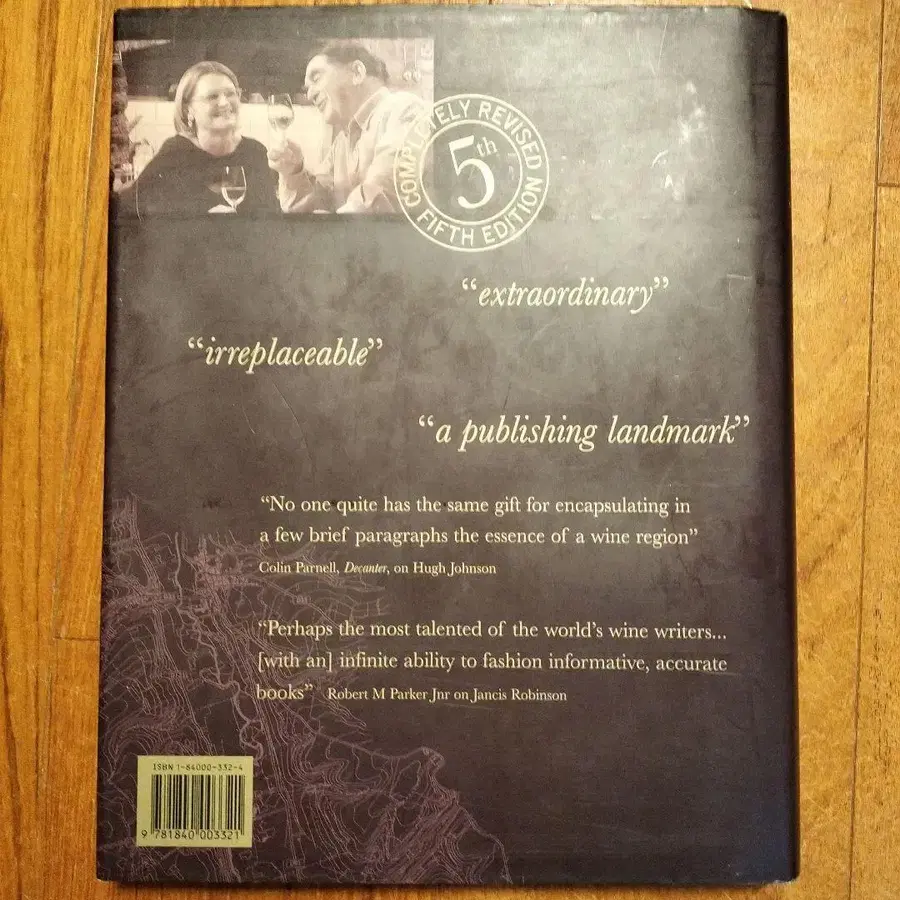 COMPLETELY REVISED
5th
FIFTH EDITION
“extraordinary”
“irreplaceable”
“a publishing landmark”
“No one quite has the same gift for encapsulating in
a few brief paragraphs the essence of a wine region”
Colin Parnell, Decanter, on Hugh Johnson
“Perhaps the most talented of the world’s wine writers...
[with an] infinite ability to fashion informative, accurate
books” Robert M Parker Jnr on Jancis Robinson
ISBN 1-84000-332-4
9 781840 003321